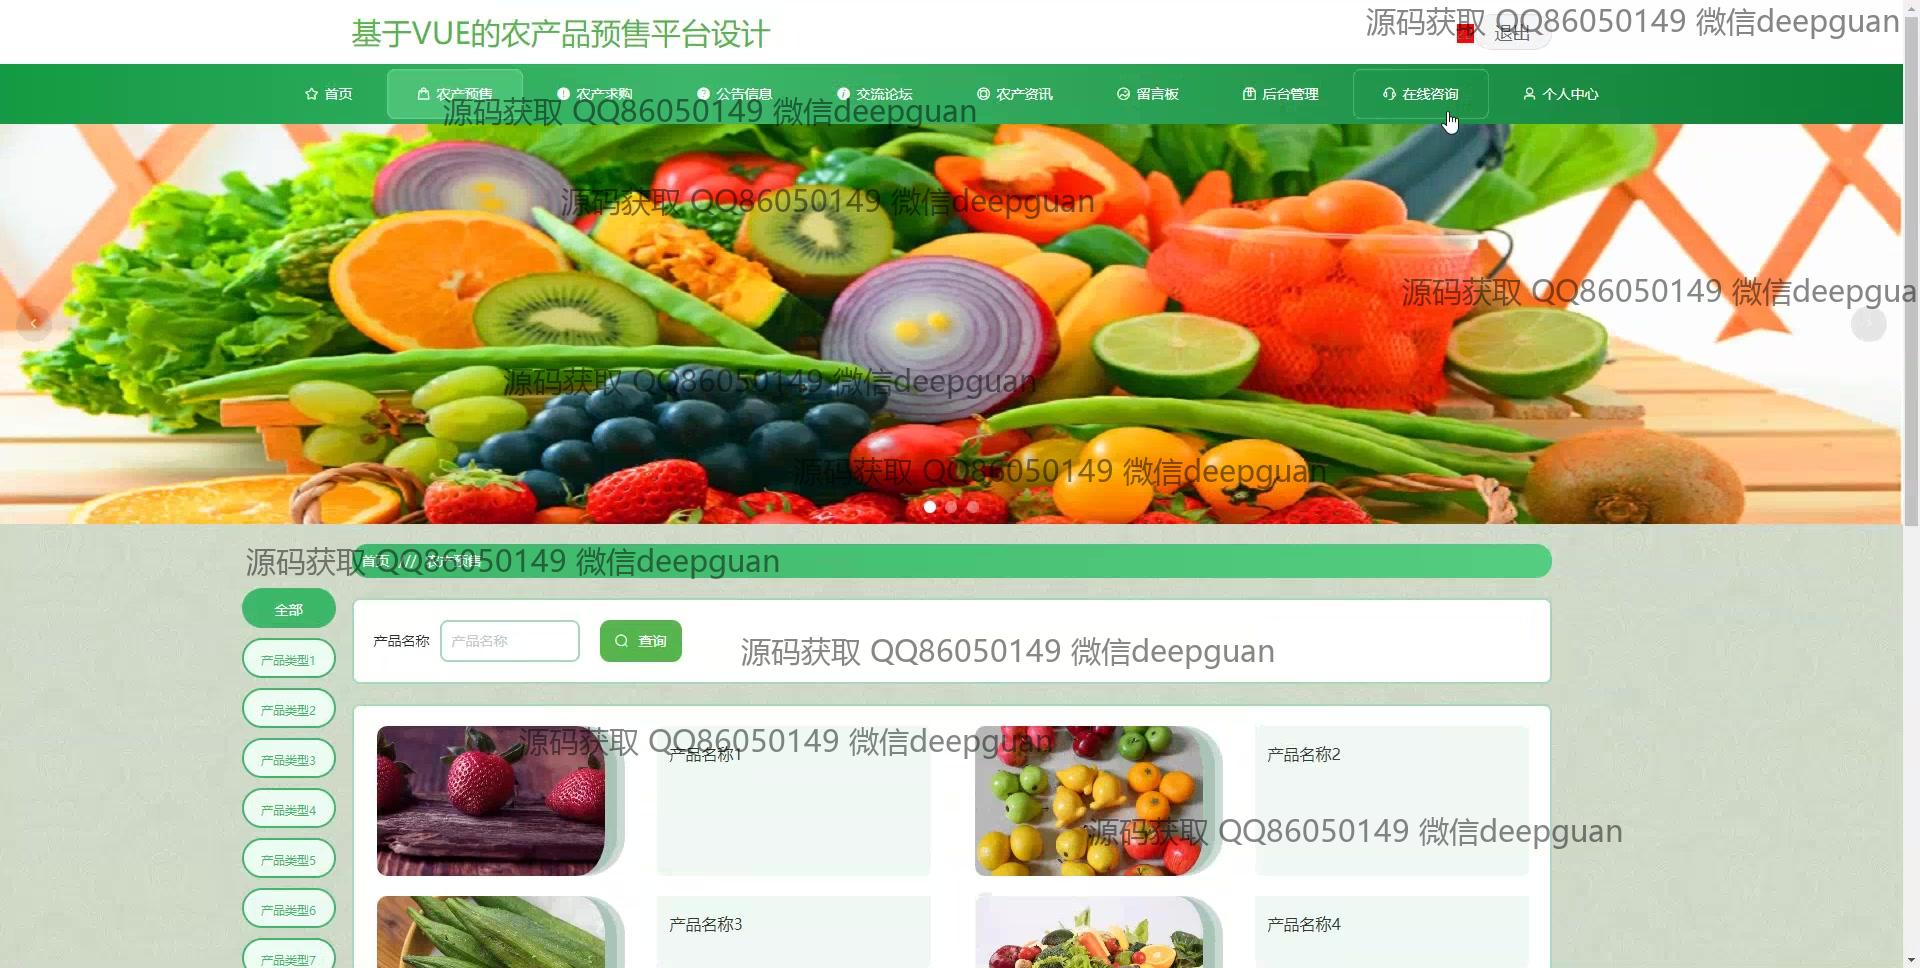 基于VUE的农产品预售平台设计
退出
源码获取 QQ86050149 微信deepguan
首页
农产预售
农产求购
公告信息
交流论坛
农产资讯
留言板
后台管理
在线咨询
个人中心
源码获取 QQ86050149 微信deepguan
源码获取 QQ86050149 微信deepguan
源码获取 QQ86050149 微信deepgua
源码获取 QQ86050149 微信deepguan
源码获取 QQ86050149 微信deepguan
源码获取 QQ86050149 微信deepguan
首页 /// 农产预售
全部
产品类型1
产品类型2
产品类型3
产品类型4
产品类型5
产品类型6
产品类型7
产品名称 产品名称 查询
源码获取 QQ86050149 微信deepguan
源码获取 QQ86050149 微信deepguan
产品名称1
产品名称2
源码获取 QQ86050149 微信deepguan
产品名称3
产品名称4